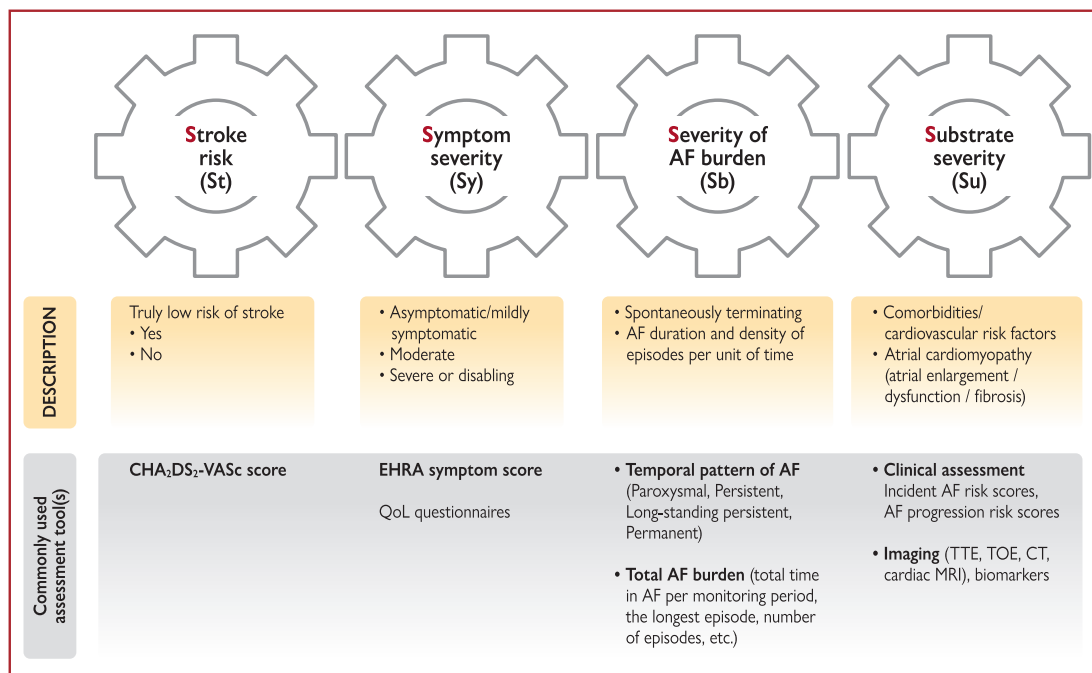 Stroke
risk
(St)
Symptom
severity
(Sy)
Severity of
AF burden
(Sb)
Substrate
severity
(Su)
DESCRIPTION
Truly low risk of stroke
• Yes
• No
• Asymptomatic/mildly
symptomatic
• Moderate
• Severe or disabling
• Spontaneously terminating
• AF duration and density of
episodes per unit of time
• Comorbidities/
cardiovascular risk factors
• Atrial cardiomyopathy
(atrial enlargement /
dysfunction / fibrosis)
Commonly used
assessment tool(s)
CHA₂DS₂-VASc score
EHRA symptom score
QoL questionnaires
• Temporal pattern of AF
(Paroxysmal, Persistent,
Long-standing persistent,
Permanent)
• Total AF burden (total time
in AF per monitoring period,
the longest episode, number
of episodes, etc.)
• Clinical assessment
Incident AF risk scores,
AF progression risk scores
• Imaging (TTE, TOE, CT,
cardiac MRI), biomarkers